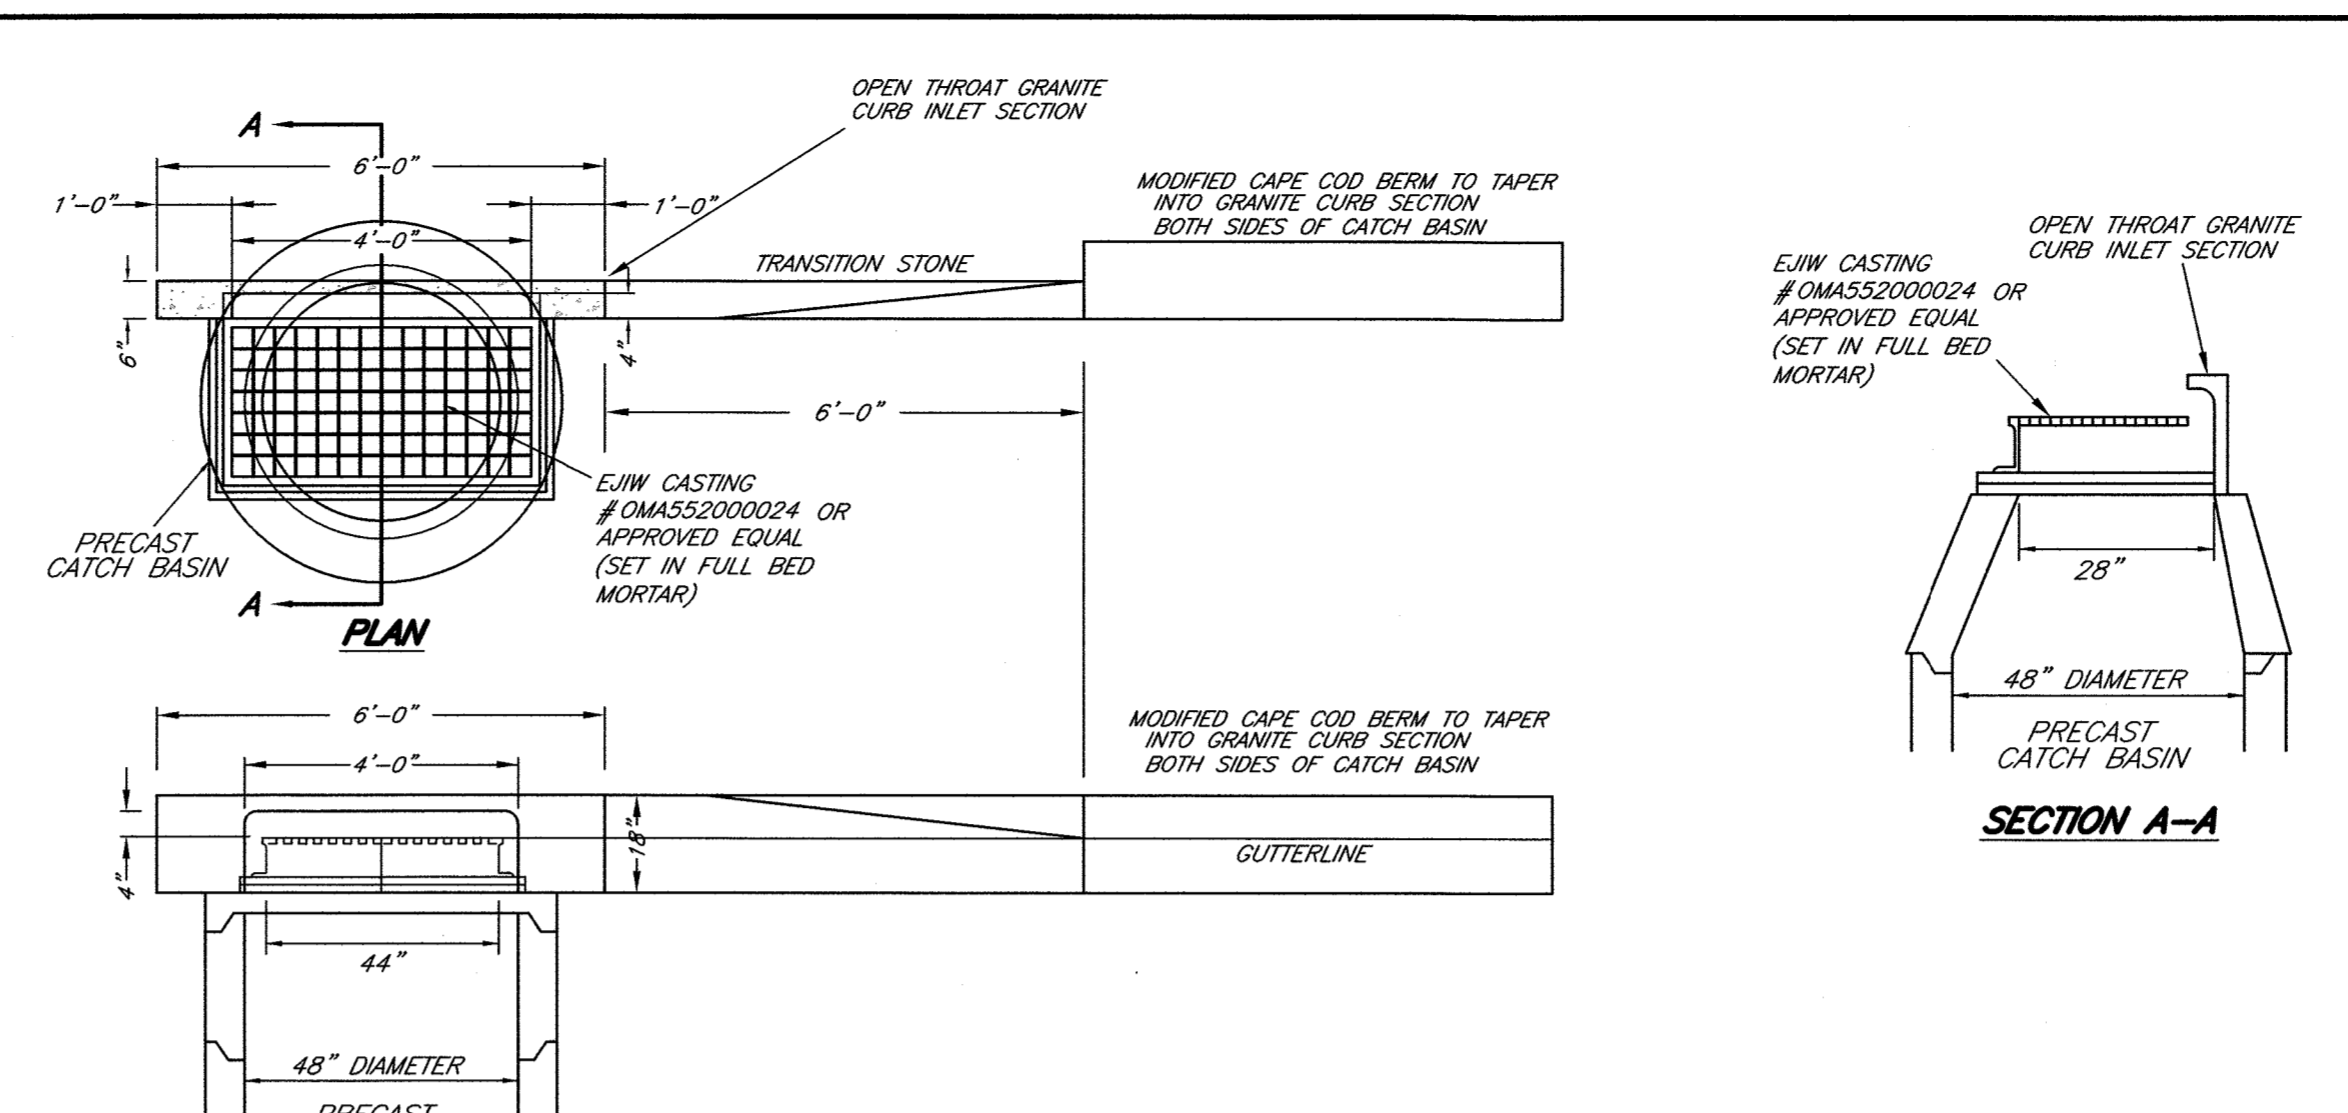 OPEN THROAT GRANITE
CURB INLET SECTION
A
6'-0"
1'-0"
1'-0"
4'-0"
MODIFIED CAPE COD BERM TO TAPER
INTO GRANITE CURB SECTION
BOTH SIDES OF CATCH BASIN
TRANSITION STONE
6"
4"
6'-0"
EJIW CASTING
#OMA552000024 OR
APPROVED EQUAL
(SET IN FULL BED
MORTAR)
PRECAST
CATCH BASIN
A
PLAN
OPEN THROAT GRANITE
CURB INLET SECTION
EJIW CASTING
#OMA552000024 OR
APPROVED EQUAL
(SET IN FULL BED
MORTAR)
28"
48" DIAMETER
PRECAST
CATCH BASIN
SECTION A-A
6'-0"
4'-0"
MODIFIED CAPE COD BERM TO TAPER
INTO GRANITE CURB SECTION
BOTH SIDES OF CATCH BASIN
18"
4"
GUTTERLINE
44"
48" DIAMETER
PRECAST